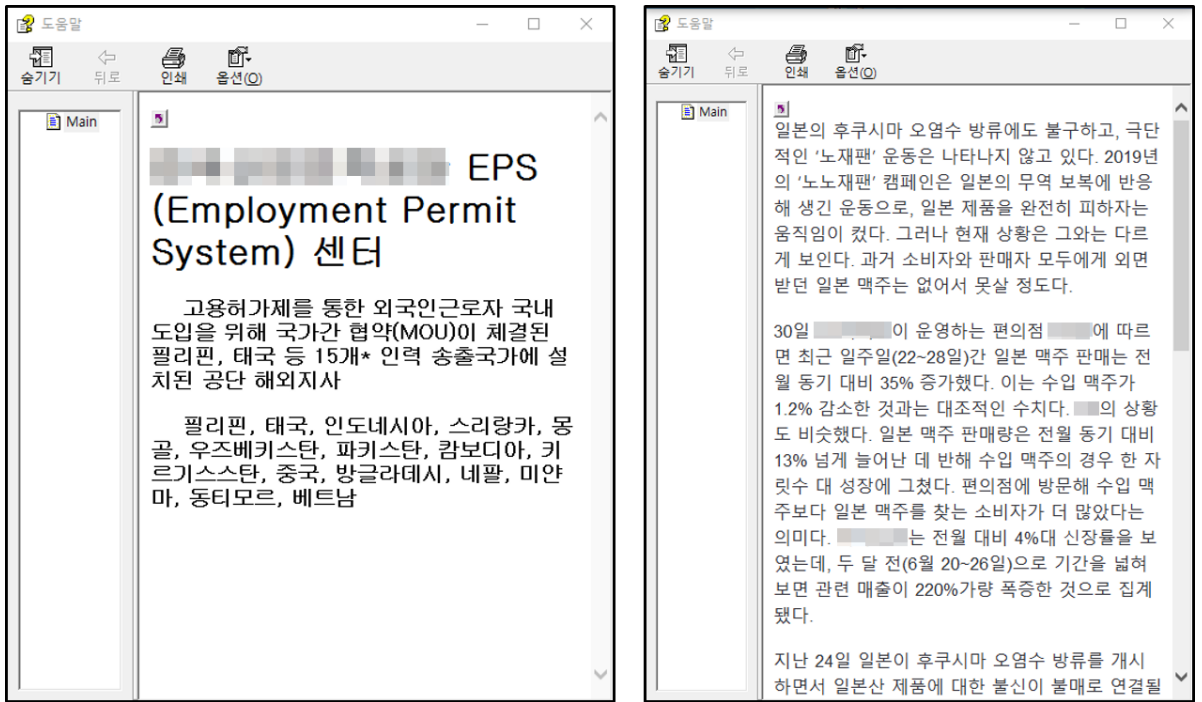 도움말
숨기기 뒤로 인쇄 옵션(O)
Main
EPS
(Employment Permit
System) 센터
고용허가제를 통한 외국인근로자 국내
도입을 위해 국가간 협약(MOU)이 체결된
필리핀, 태국 등 15개* 인력 송출국가에 설
치된 공단 해외지사
필리핀, 태국, 인도네시아, 스리랑카, 몽
골, 우즈베키스탄, 파키스탄, 캄보디아, 키
르기스스탄, 중국, 방글라데시, 네팔, 미얀
마, 동티모르, 베트남
도움말
숨기기 뒤로 인쇄 옵션(O)
Main
일본의 후쿠시마 오염수 방류에도 불구하고, 극단
적인 ‘노재팬’ 운동은 나타나지 않고 있다. 2019년
의 ‘노노재팬’ 캠페인은 일본의 무역 보복에 반응
해 생긴 운동으로, 일본 제품을 완전히 피하자는
움직임이 컸다. 그러나 현재 상황은 그와는 다르
게 보인다. 과거 소비자와 판매자 모두에게 외면
받던 일본 맥주는 없어서 못살 정도다.
30일 이 운영하는 편의점 에 따르
면 최근 일주일(22~28일)간 일본 맥주 판매는 전
월 동기 대비 35% 증가했다. 이는 수입 맥주가
1.2% 감소한 것과는 대조적인 수치다. 의 상황
도 비슷했다. 일본 맥주 판매량은 전월 동기 대비
13% 넘게 늘어난 데 반해 수입 맥주의 경우 한 자
릿수 대 성장에 그쳤다. 편의점에 방문해 수입 맥
주보다 일본 맥주를 찾는 소비자가 더 많았다는
의미다. 는 전월 대비 4%대 신장률을 보
였는데, 두 달 전(6월 20~26일)으로 기간을 넓혀
보면 관련 매출이 220%가량 폭증한 것으로 집계
됐다.
지난 24일 일본이 후쿠시마 오염수 방류를 개시
하면서 일본산 제품에 대한 불신이 불매로 연결될